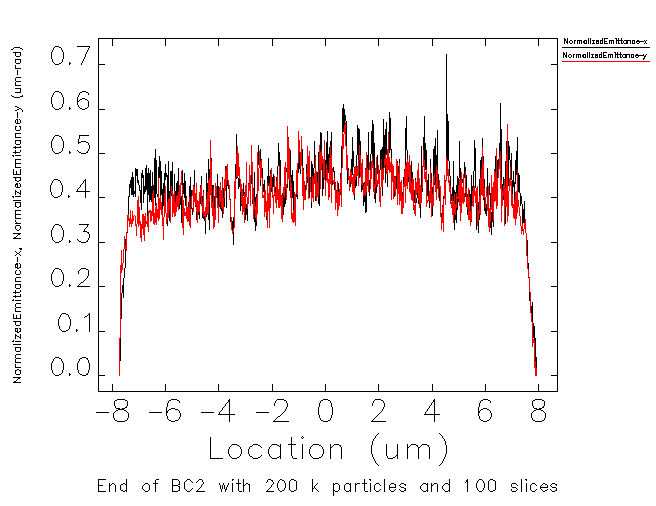 NormalizedEmittance-x
NormalizedEmittance-y
NormalizedEmittance-x, NormalizedEmittance-y (um-rad)
0.7
0.6
0.5
0.4
0.3
0.2
0.1
0.0
-8 -6 -4 -2 0 2 4 6 8
Location (um)
End of BC2 with 200 k particles and 100 slices